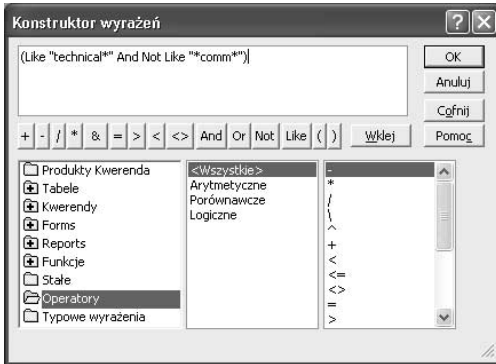 Konstruktor wyrażeń
(Like "technical*" And Not Like "*comm*")
OK
Anuluj
Cofnij
Pomoc
+ - / * & = > < <> And Or Not Like ( ) Wklej
Produkty Kwerenda
Tabele
Kwerendy
Forms
Reports
Funkcje
Stałe
Operatory
Typowe wyrażenia
<Wszystkie>
Arytmetyczne
Porównawcze
Logiczne
-
*
/
\
^
+
<
<=
<>
=
>